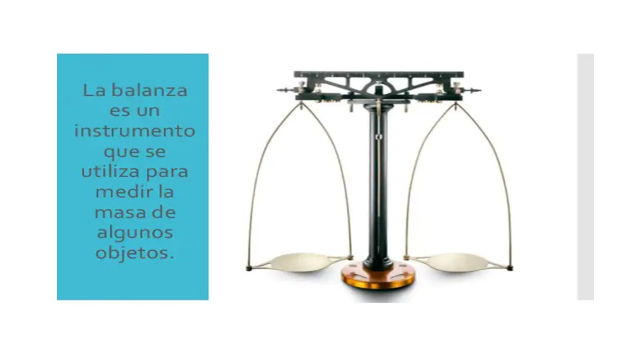 La balanza
es un
instrumento
que se
utiliza para
medir la
masa de
algunos
objetos.